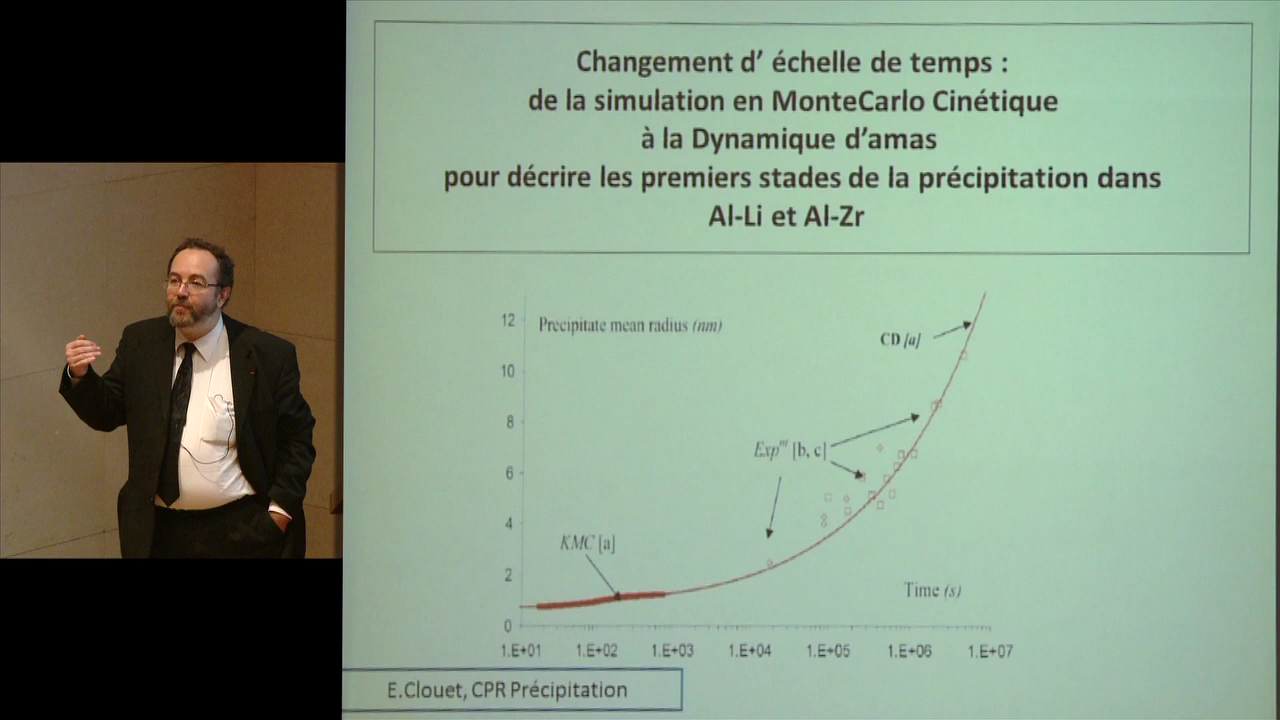 Changement d' échelle de temps :
de la simulation en MonteCarlo Cinétique
à la Dynamique d'amas
pour décrire les premiers stades de la précipitation dans
Al-Li et Al-Zr
12
Precipitate mean radius (nm)
CD [a]
10
8
Expnt [b, c]
6
4
KMC [a]
2
Time (s)
0
1.E+01 1.E+02 1.E+03 1.E+04 1.E+05 1.E+06 1.E+07
E.Clouet, CPR Précipitation